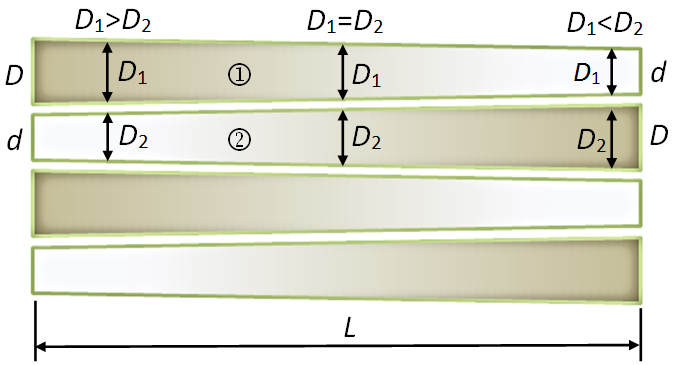 D₁>D₂ D₁=D₂ D₁<D₂
D D₁ ① D₁ D₁ d
d D₂ ② D₂ D₂ D
L